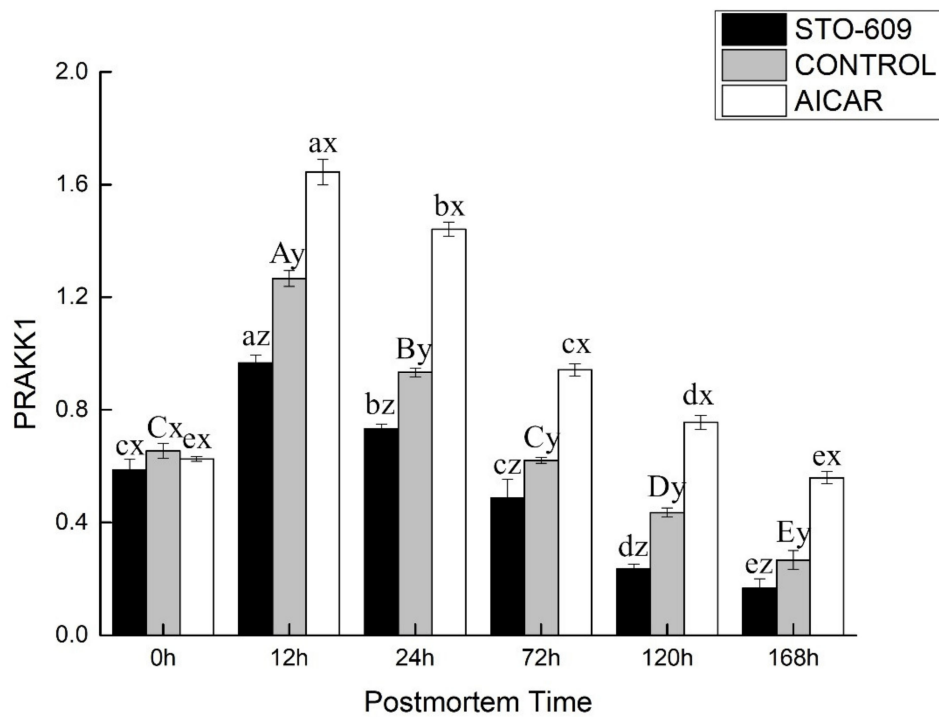 STO-609
CONTROL
AICAR
2.0
1.6
1.2
0.8
0.4
0.0
PRAKK1
cx Cx ex
az Ay ax
bz By bx
cz Cy cx
dz Dy dx
ez Ey ex
0h 12h 24h 72h 120h 168h
Postmortem Time